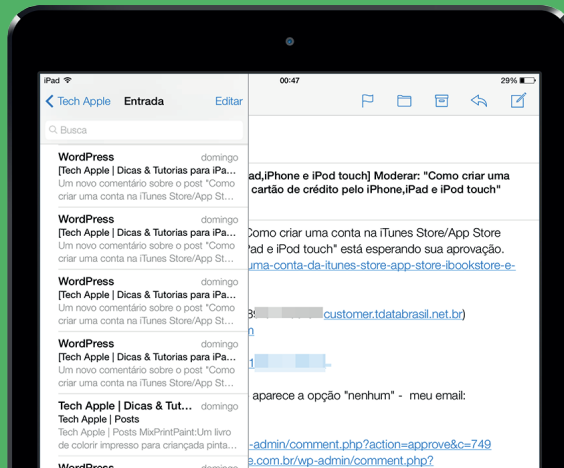 iPad
00:47
29%
Tech Apple
Entrada
Editar
Busca
WordPress domingo
[Tech Apple | Dicas & Tutorias para iPa...
Um novo comentário sobre o post "Como
criar uma conta na iTunes Store/App St...
WordPress domingo
[Tech Apple | Dicas & Tutorias para iPa...
Um novo comentário sobre o post "Como
criar uma conta na iTunes Store/App St...
WordPress domingo
[Tech Apple | Dicas & Tutorias para iPa...
Um novo comentário sobre o post "Como
criar uma conta na iTunes Store/App St...
WordPress domingo
[Tech Apple | Dicas & Tutorias para iPa...
Um novo comentário sobre o post "Como
criar uma conta na iTunes Store/App St...
Tech Apple | Dicas & Tut... domingo
Tech Apple | Posts
Tech Apple | Posts MixPrintPaint:Um livro
de colorir impresso para criançada pinta...
WordPress domingo
ad,iPhone e iPod touch] Moderar: "Como criar uma
cartão de crédito pelo iPhone,iPad e iPod touch"
Como criar uma conta na iTunes Store/App Store
Pad e iPod touch" está esperando sua aprovação.
uma-conta-da-itunes-store-app-store-ibookstore-e-
customer.tdatabrasil.net.br)
aparece a opção "nenhum" - meu email:
-admin/comment.php?action=approve&c=749
e.com.br/wp-admin/comment.php?